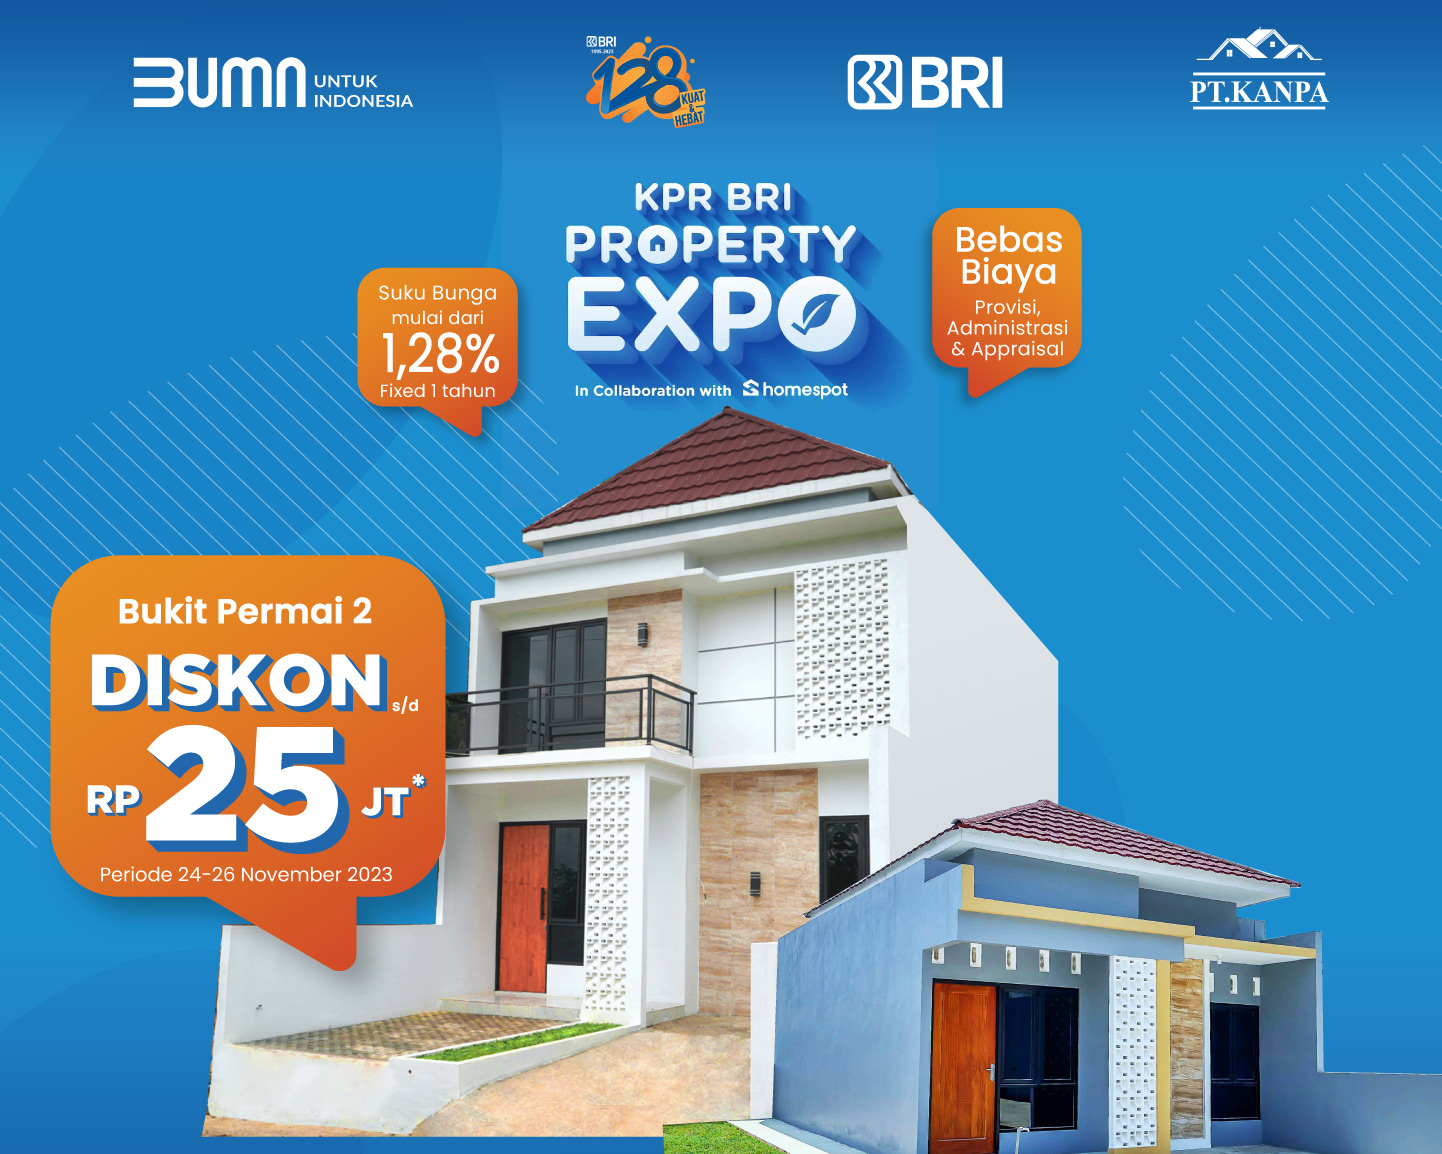 BUMN UNTUK
INDONESIA
BRI
1895-2023
128
KUAT
&
HEBAT
BRI
PT.KANPA
KPR BRI
PROPERTY
EXPO
In Collaboration with homespot
Suku Bunga
mulai dari
1,28%
Fixed 1 tahun
Bebas
Biaya
Provisi,
Administrasi
& Appraisal
Bukit Permai 2
DISKON s/d
RP 25 JT*
Periode 24-26 November 2023